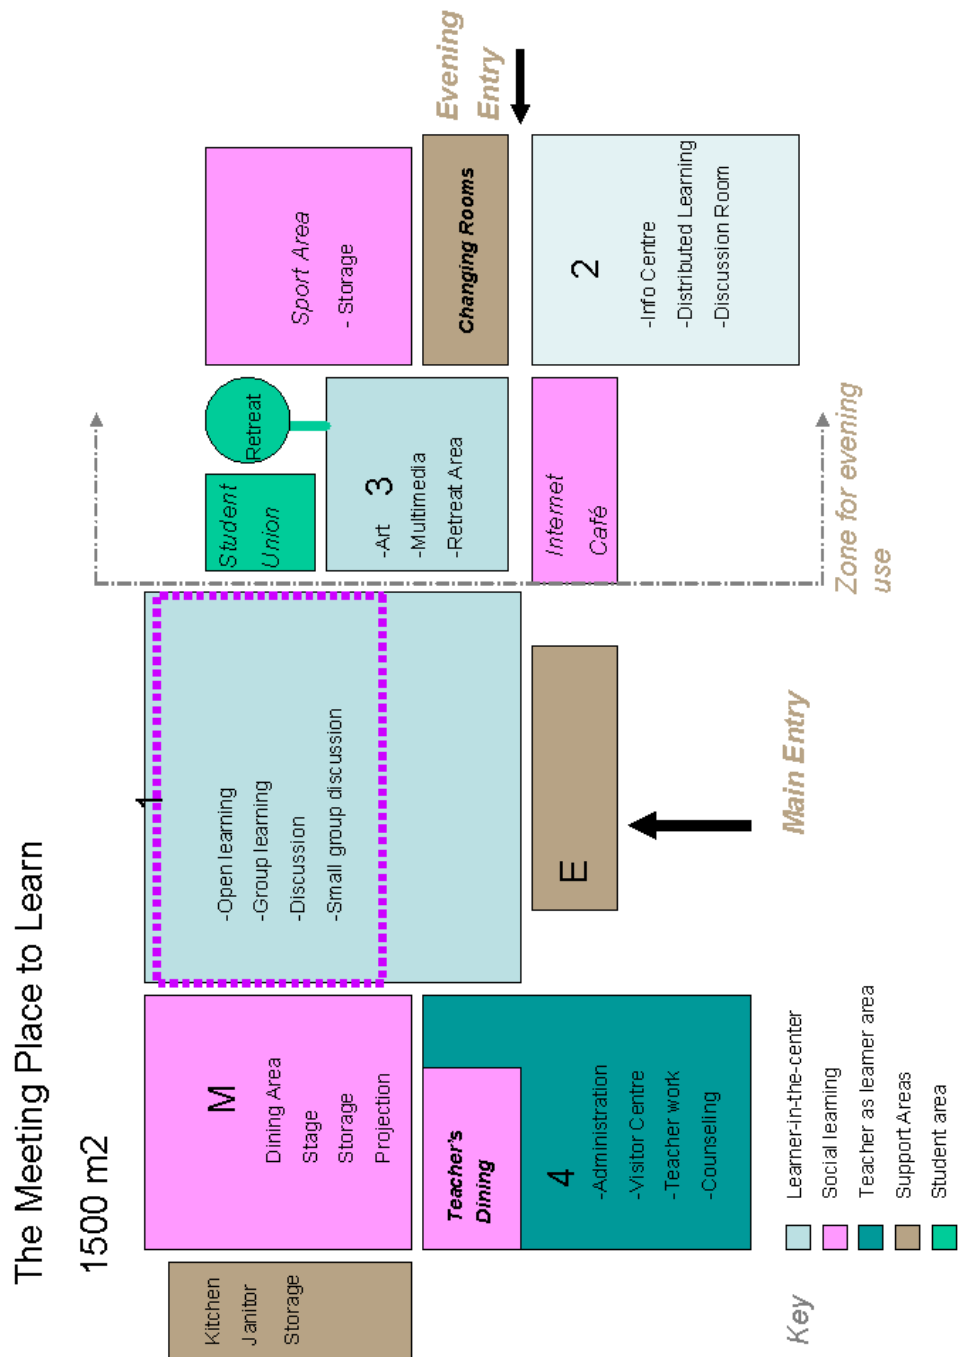 The Meeting Place to Learn
1500 m2
Kitchen
Janitor
Storage
M
Dining Area
Stage
Storage
Projection
Teacher's
Dining
4
-Administration
-Visitor Centre
-Teacher work
-Counseling
1
-Open learning
-Group learning
-Discussion
-Small group discussion
E
Main Entry
Student
Union
Retreat
3
-Art
-Multimedia
-Retreat Area
Internet
Café
Zone for evening
use
Sport Area
- Storage
Changing Rooms
2
-Info Centre
-Distributed Learning
-Discussion Room
Evening
Entry
Key
Learner-in-the-center
Social learning
Teacher as learner area
Support Areas
Student area